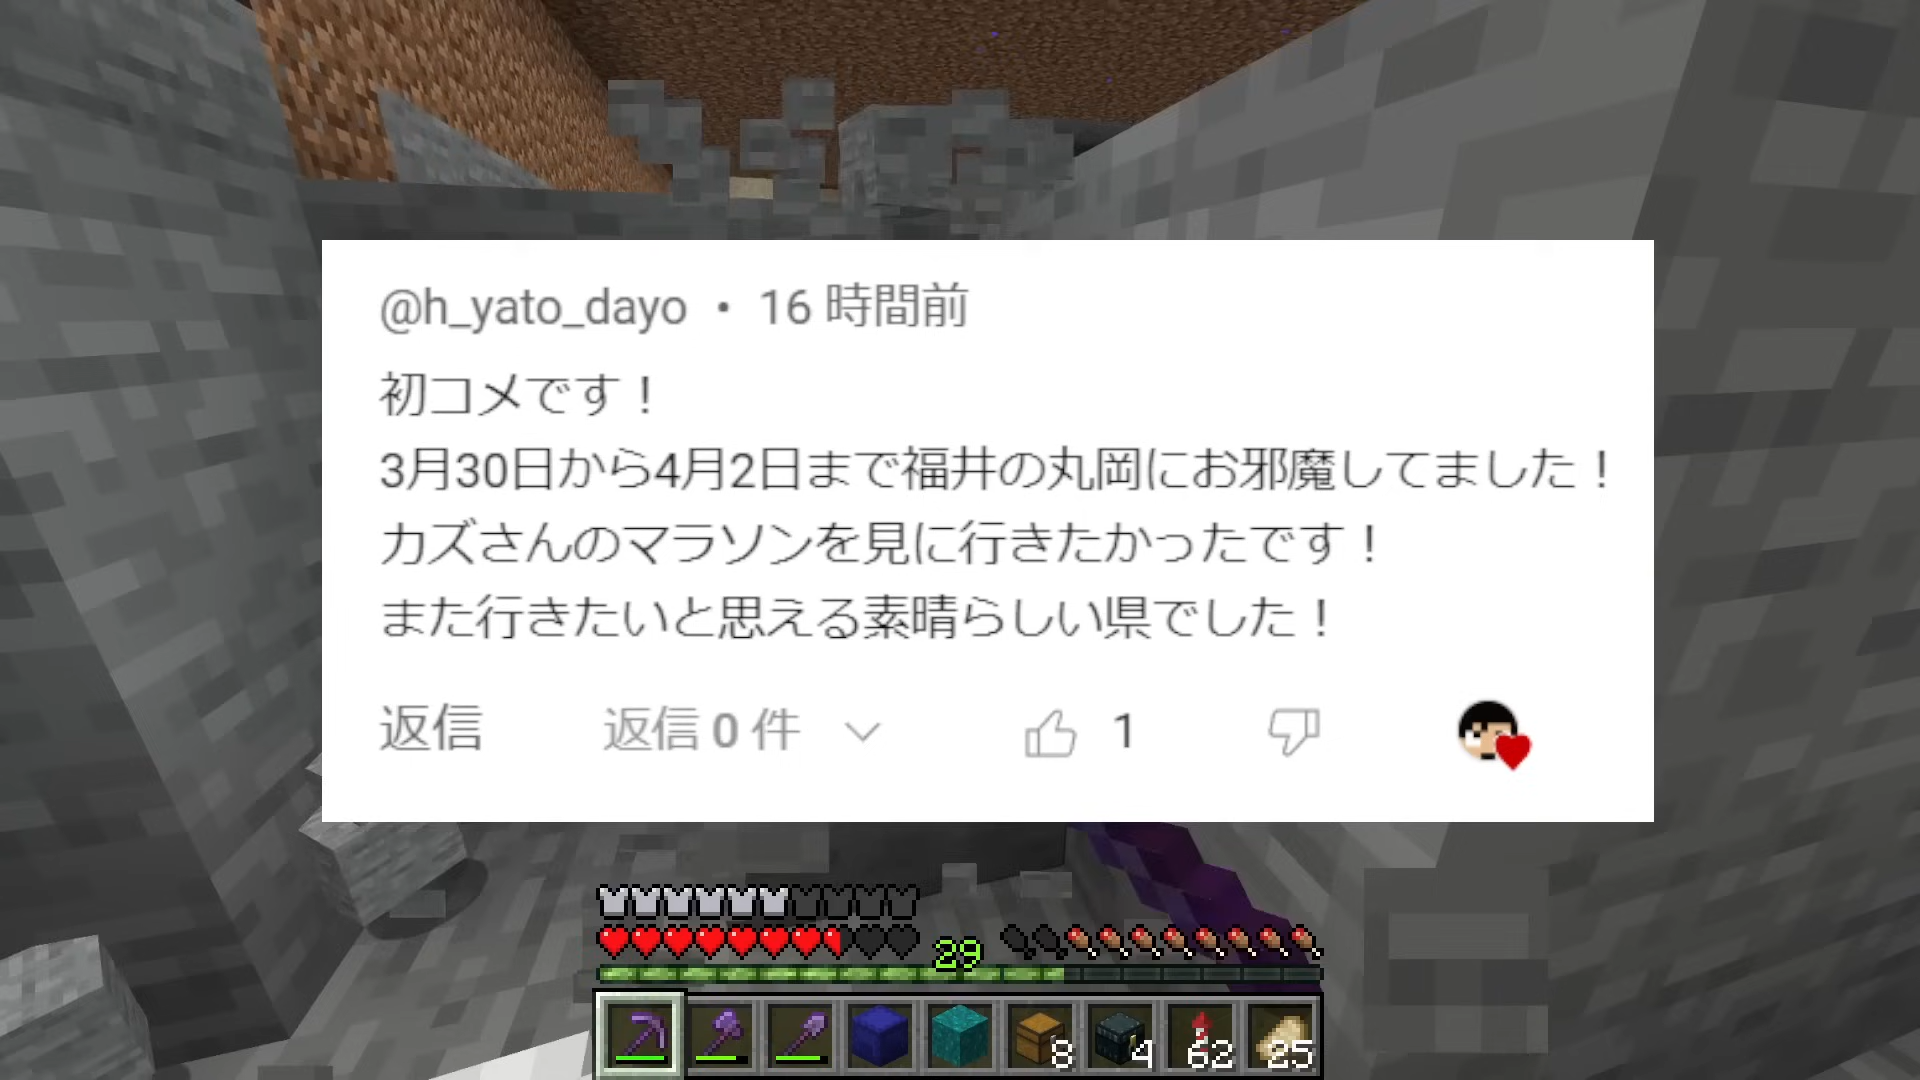 @h_yato_dayo • 16 時間前
初コメです！
3月30日から4月2日まで福井の丸岡にお邪魔してました！
カズさんのマラソンを見に行きたかったです！
また行きたいと思える素晴らしい県でした！
返信 返信 0 件 1
29
8 4 62 25